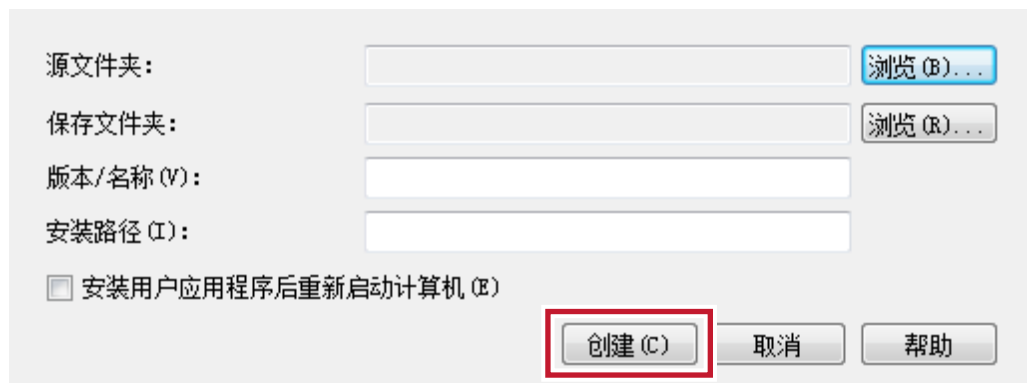 源文件夹: 浏览(B)...
保存文件夹: 浏览(R)...
版本/名称(V):
安装路径(I):
安装用户应用程序后重新启动计算机(E)
创建(C) 取消 帮助